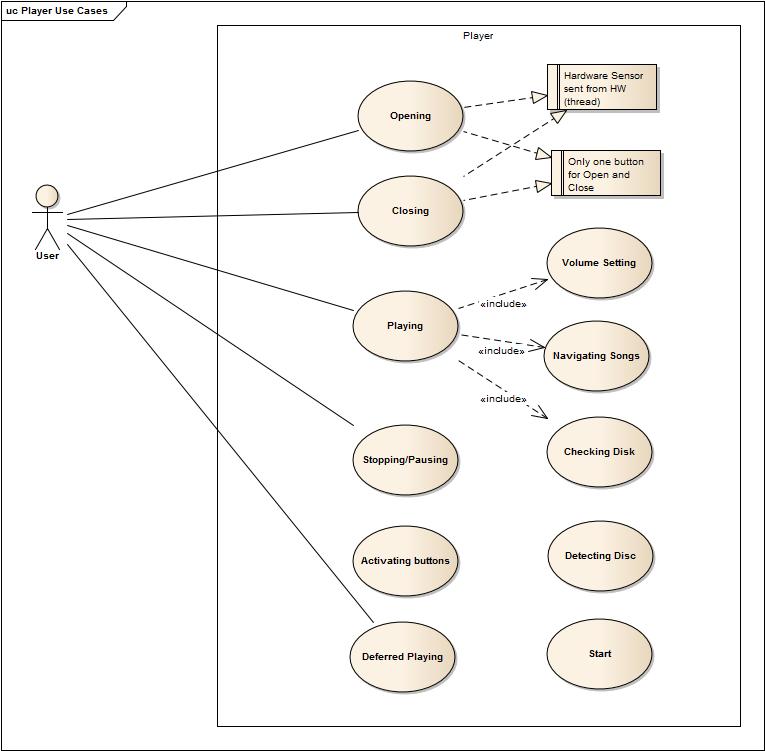 uc Player Use Cases
Player
Hardware Sensor
sent from HW
(thread)
Opening
Only one button
for Open and
Close
Closing
User
Volume Setting
«include»
Playing
«include»
Navigating Songs
«include»
Checking Disk
Stopping/Pausing
Activating buttons
Detecting Disc
Deferred Playing
Start